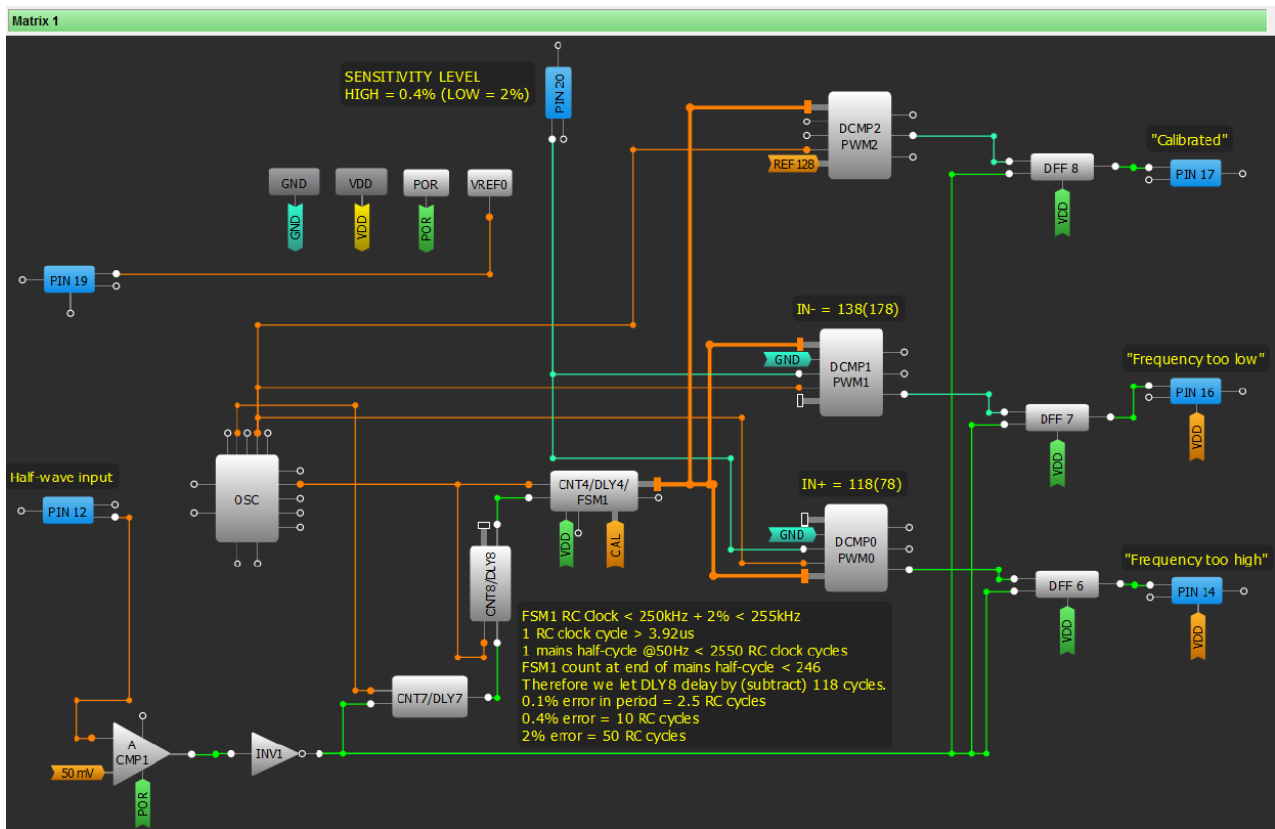 Matrix 1
SENSITIVITY LEVEL
HIGH = 0.4% (LOW = 2%)
PIN 20
DCMP2
PWM2
REF 128
"Calibrated"
DFF 8
PIN 17
VDD
GND
VDD
POR
VREF0
GND
VDD
POR
PIN 19
IN- = 138(178)
GND
DCMP1
PWM1
"Frequency too low"
PIN 16
DFF 7
VDD
VDD
Half-wave input
PIN 12
OSC
CNT4/DLY4/
FSM1
VDD
CAL
CNT8/DLY8
IN+ = 118(78)
GND
DCMP0
PWM0
"Frequency too high"
DFF 6
PIN 14
VDD
VDD
FSM1 RC Clock < 250kHz + 2% < 255kHz
1 RC clock cycle > 3.92us
1 mains half-cycle @50Hz < 2550 RC clock cycles
FSM1 count at end of mains half-cycle < 246
Therefore we let DLY8 delay by (subtract) 118 cycles.
0.1% error in period = 2.5 RC cycles
0.4% error = 10 RC cycles
2% error = 50 RC cycles
CNT7/DLY7
A
CMP1
INV1
50 mV
POR